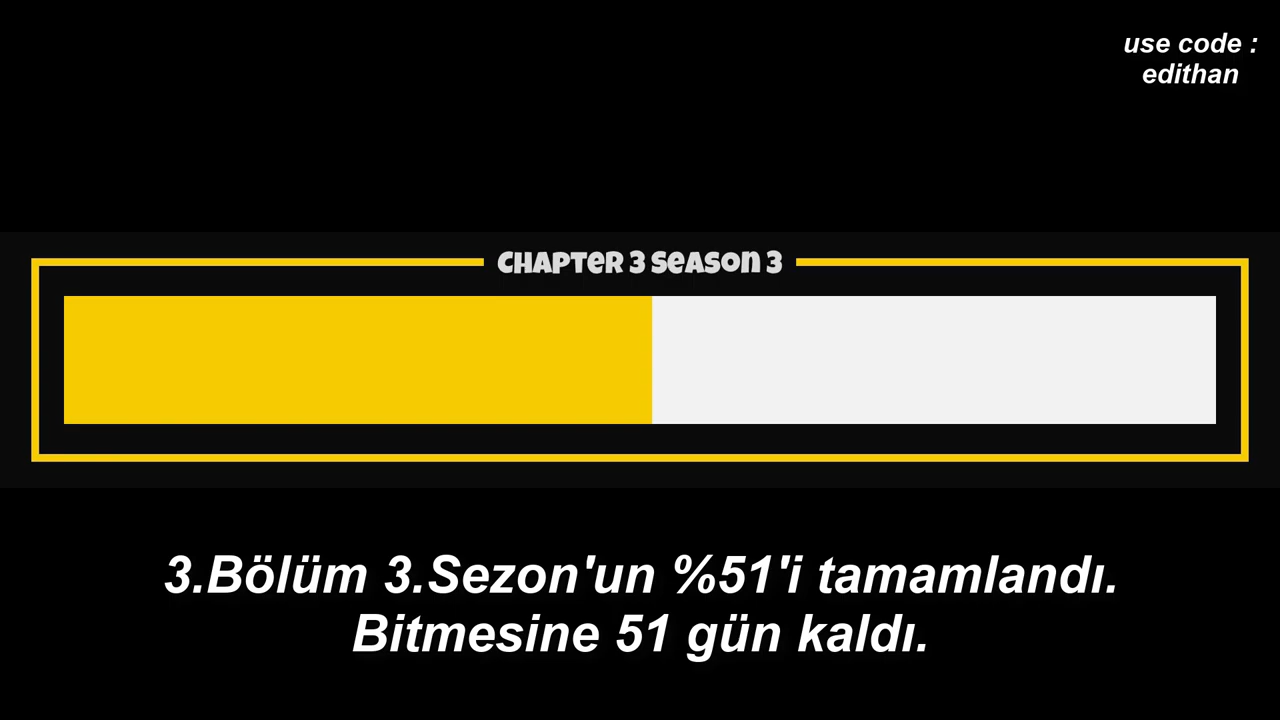 use code :
edithan
CHAPTER 3 SEASON 3
3.Bölüm 3.Sezon'un %51'i tamamlandı.
Bitmesine 51 gün kaldı.